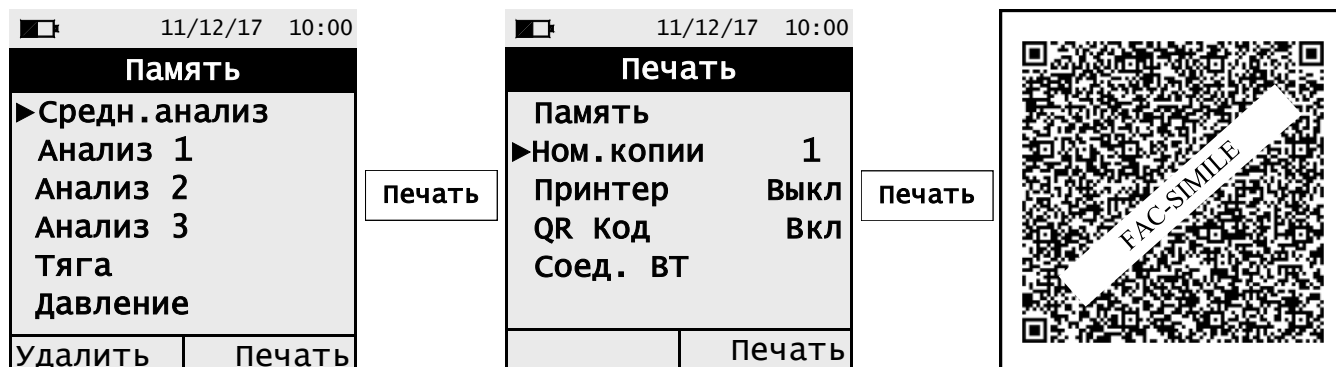 11/12/17 10:00
Память
►Средн.анализ
Анализ 1
Анализ 2
Анализ 3
Тяга
Давление
Удалить Печать
Печать
11/12/17 10:00
Печать
Память
►Ном.копии 1
Принтер Выкл
QR Код Вкл
Соед. BT
Печать
Печать
FAC-SIMILE